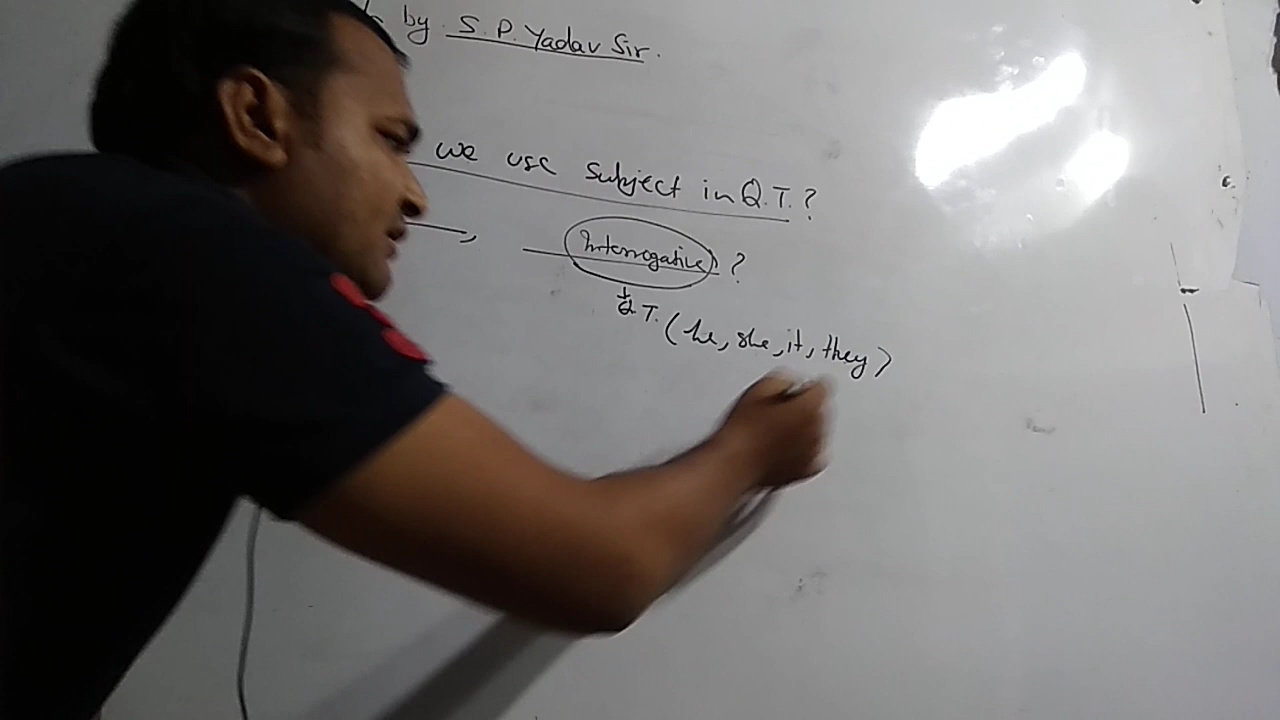 by S. P. Yadav Sir.
we use subject in Q.T.?
, Interrogative ?
Q.T. (he, she, it, they)